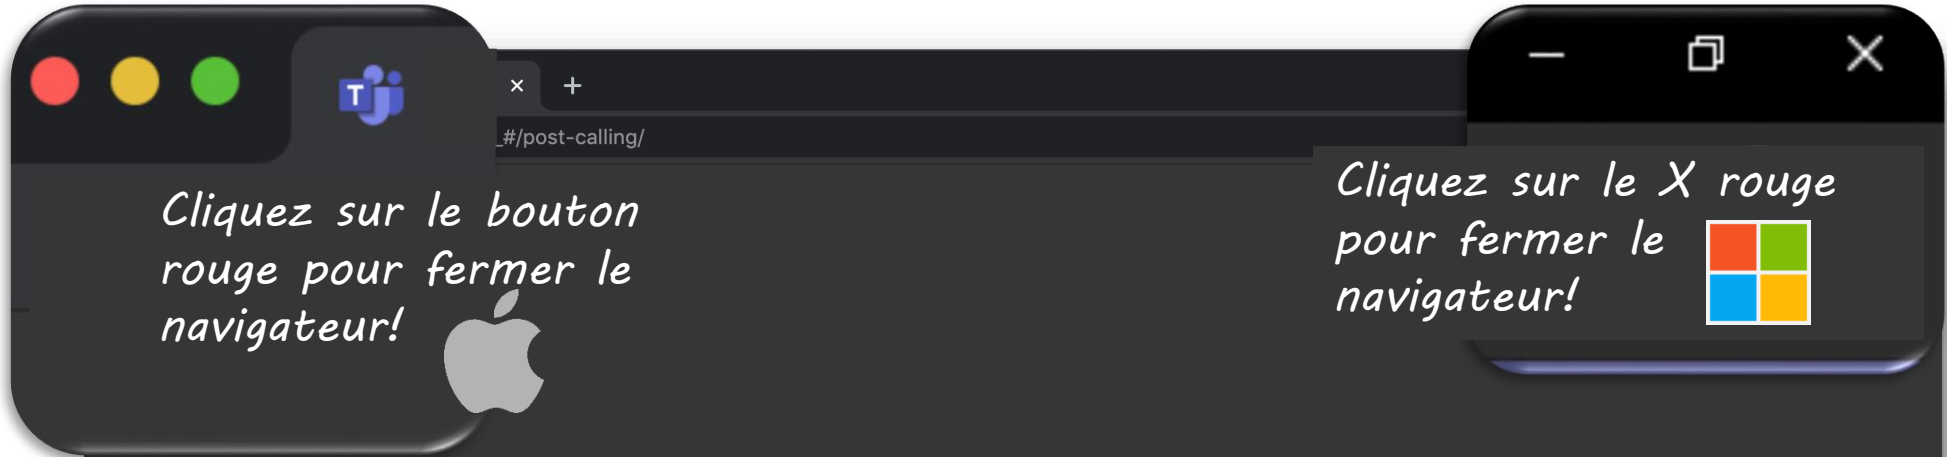 _#/post-calling/
Cliquez sur le bouton
rouge pour fermer le
navigateur!
Cliquez sur le X rouge
pour fermer le
navigateur!